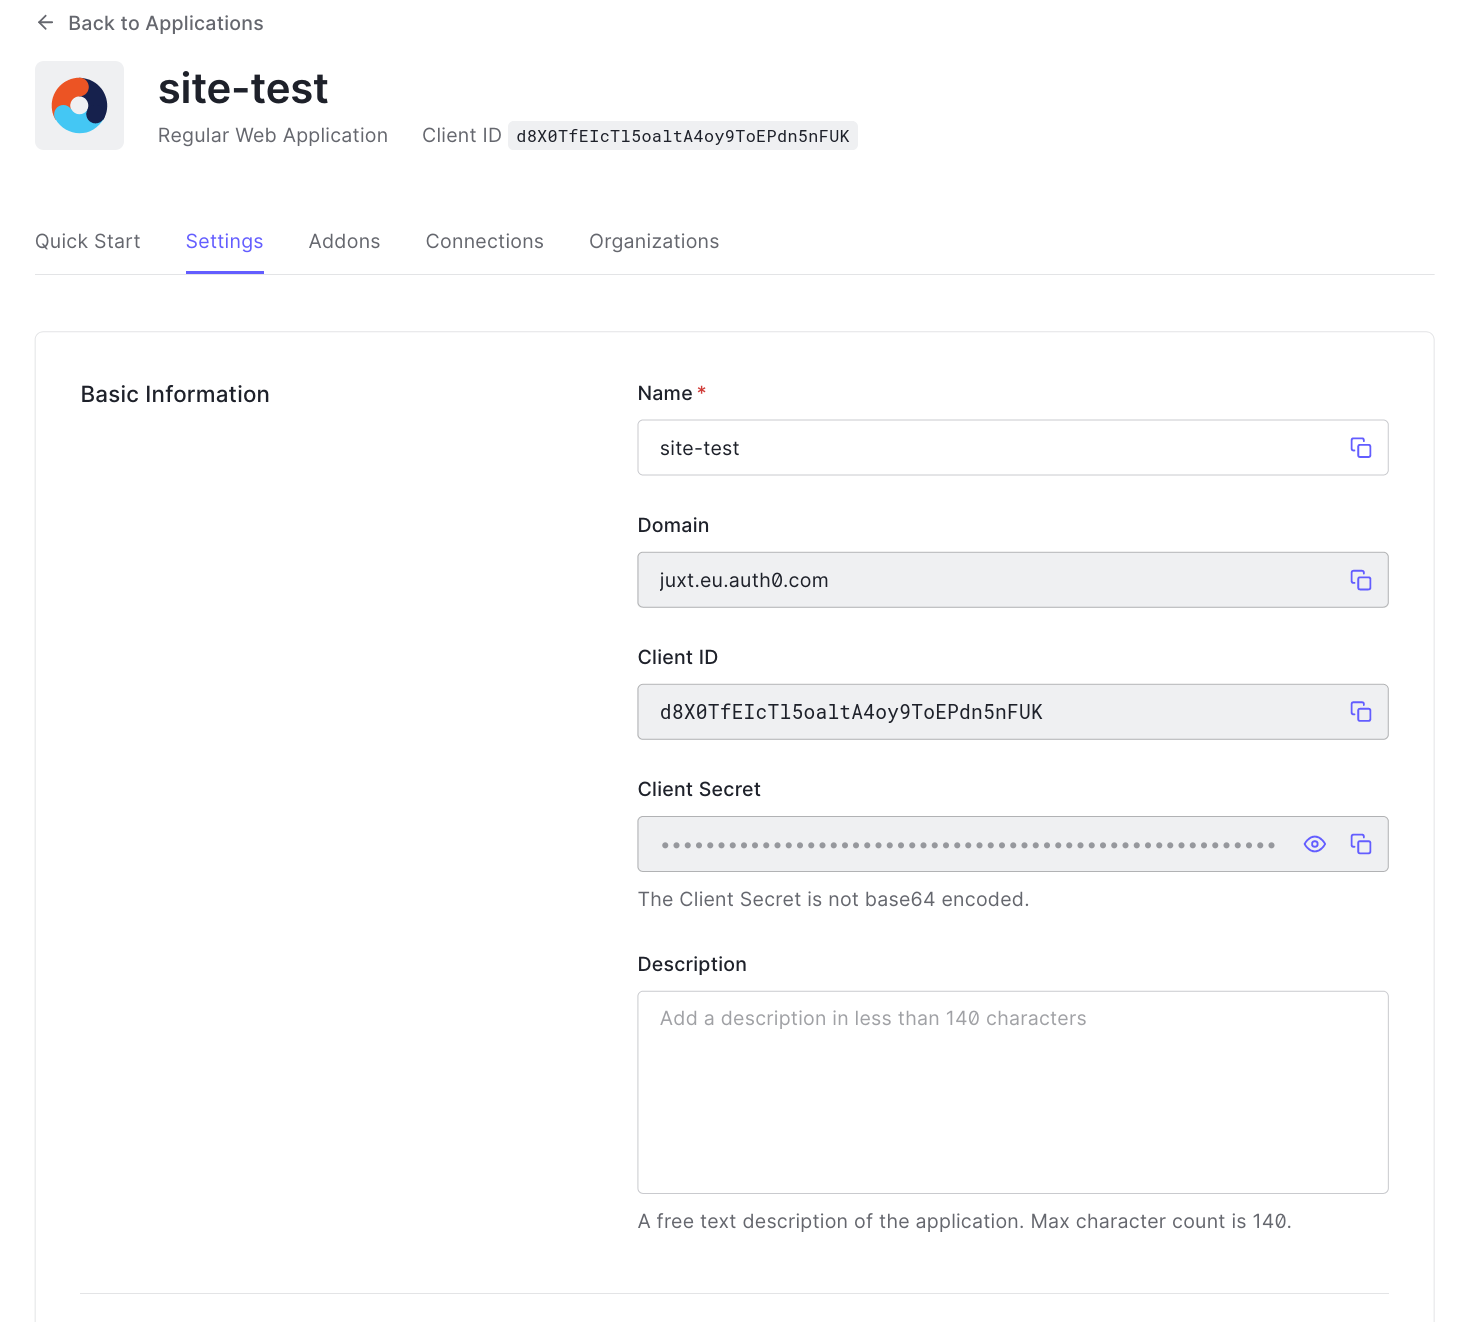 Back to Applications
site-test
Regular Web Application Client ID d8X0TfEIcTl5oaltA4oy9ToEPdn5nFUK
Quick Start Settings Addons Connections Organizations
Basic Information
Name *
site-test
Domain
juxt.eu.auth0.com
Client ID
d8X0TfEIcTl5oaltA4oy9ToEPdn5nFUK
Client Secret
The Client Secret is not base64 encoded.
Description
Add a description in less than 140 characters
A free text description of the application. Max character count is 140.